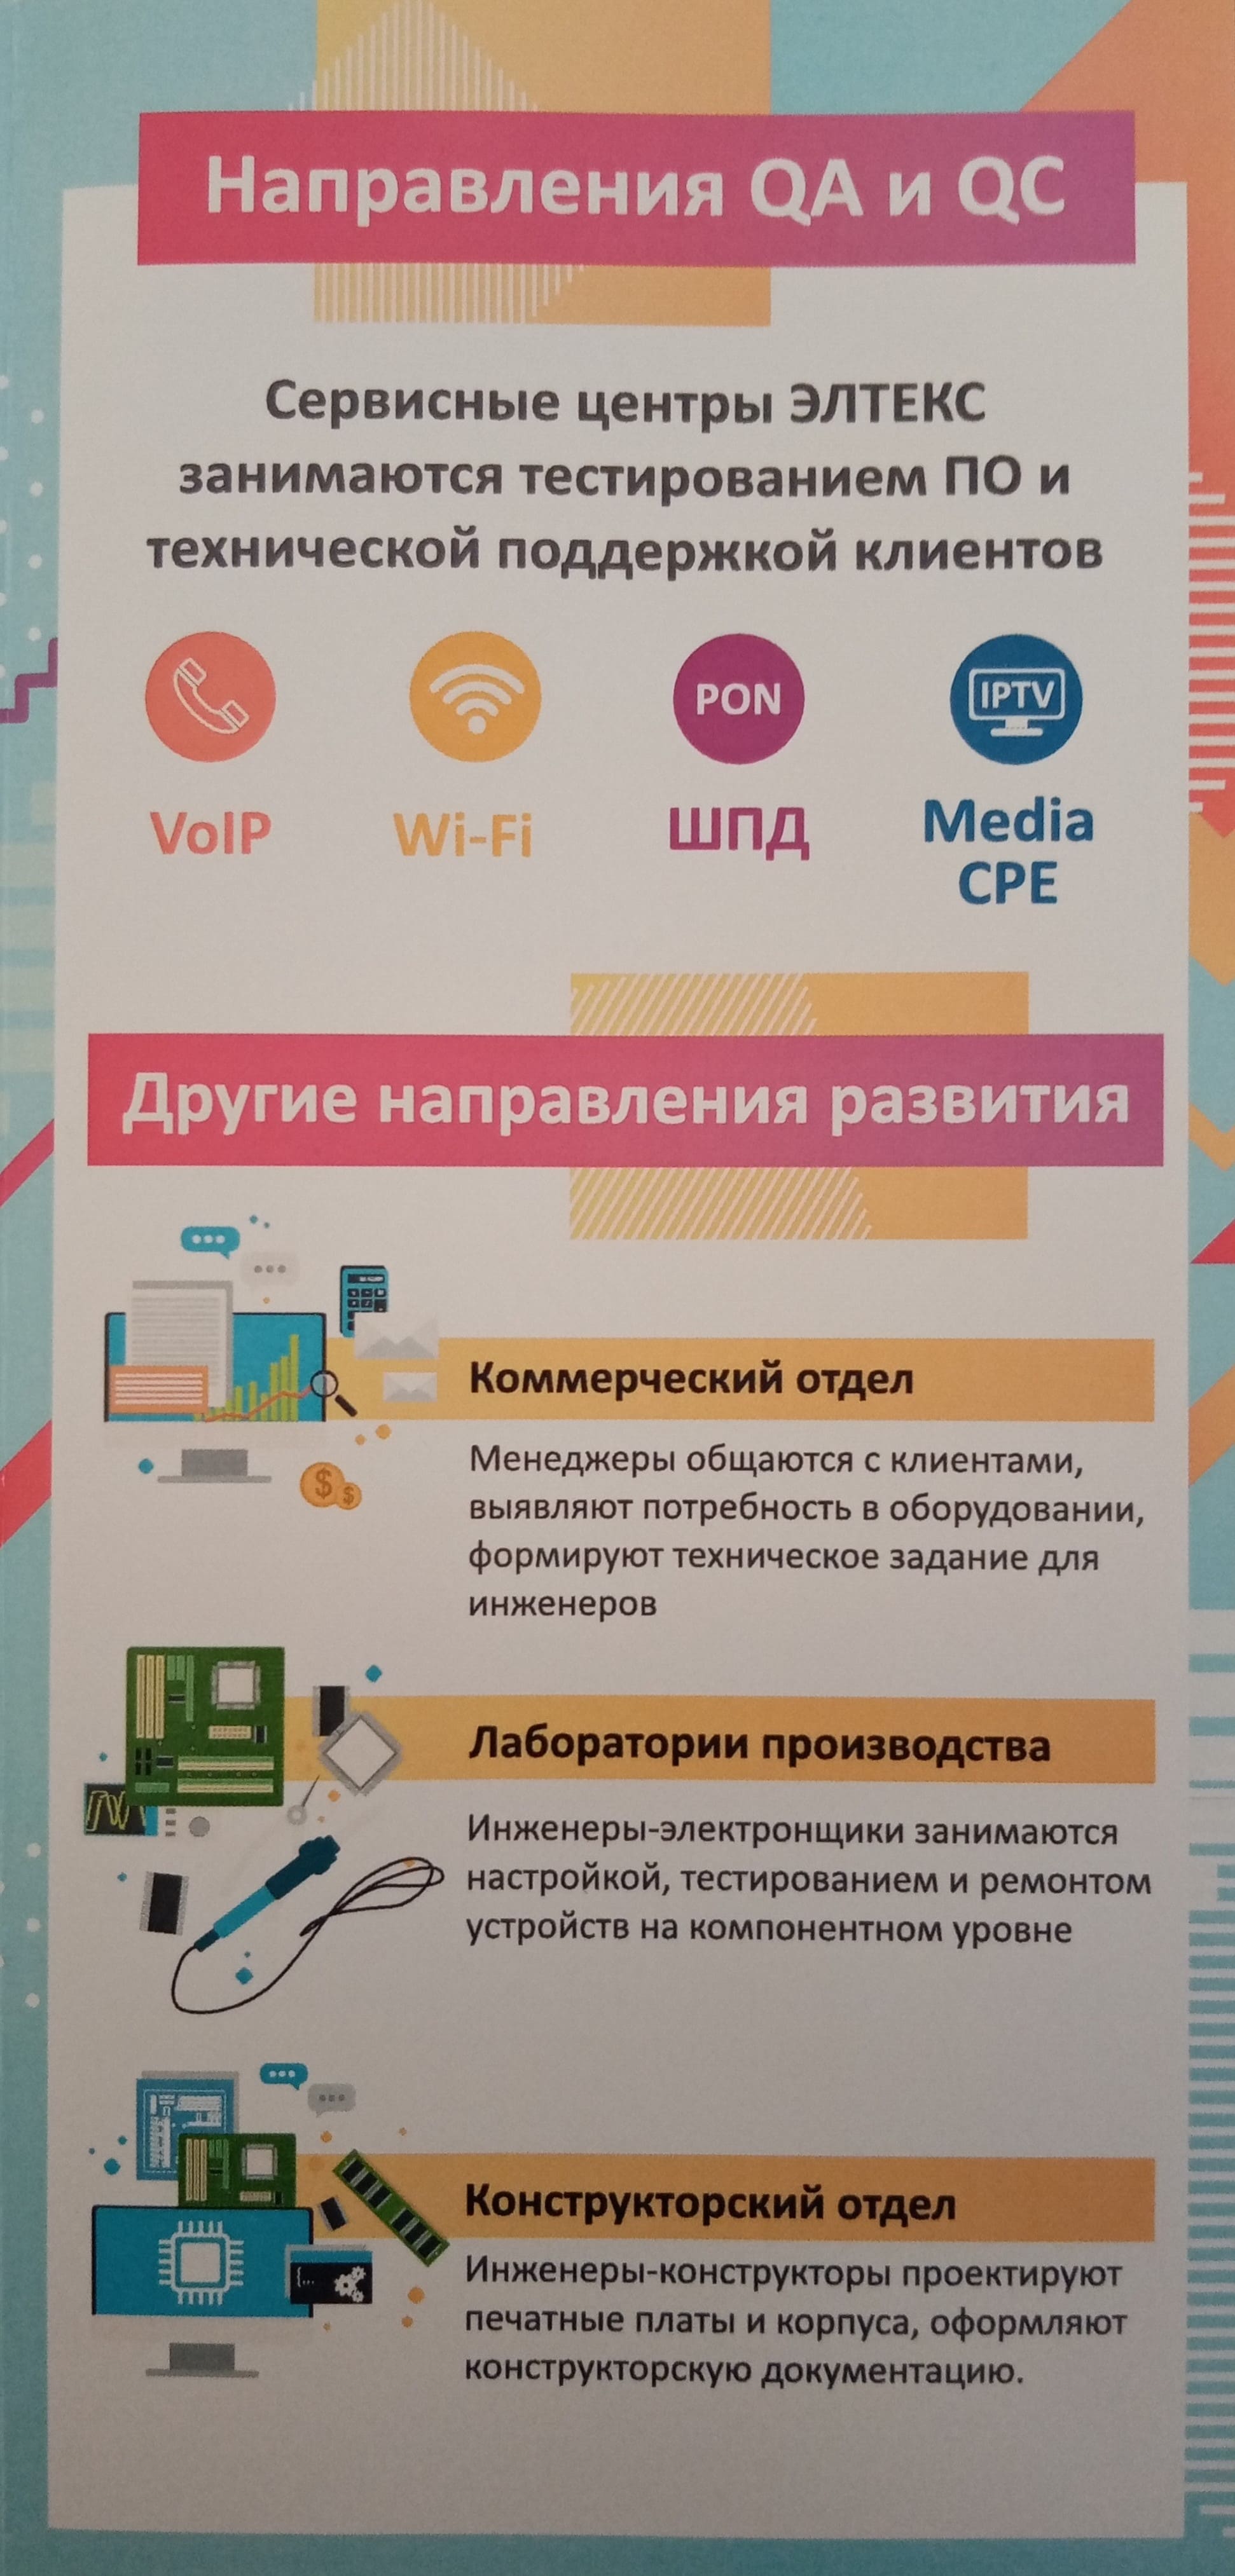 Направления QA и QC
Сервисные центры ЭЛТЕКС
занимаются тестированием ПО и
технической поддержкой клиентов
PON
IPTV
VoIP
Wi-Fi
ШПД
Media
CPE
Другие направления развития
Коммерческий отдел
$
$
Менеджеры общаются с клиентами,
выявляют потребность в оборудовании,
формируют техническое задание для
инженеров
Лаборатории производства
Инженеры-электронщики занимаются
настройкой, тестированием и ремонтом
устройств на компонентном уровне
Конструкторский отдел
{...
Инженеры-конструкторы проектируют
печатные платы и корпуса, оформляют
конструкторскую документацию.